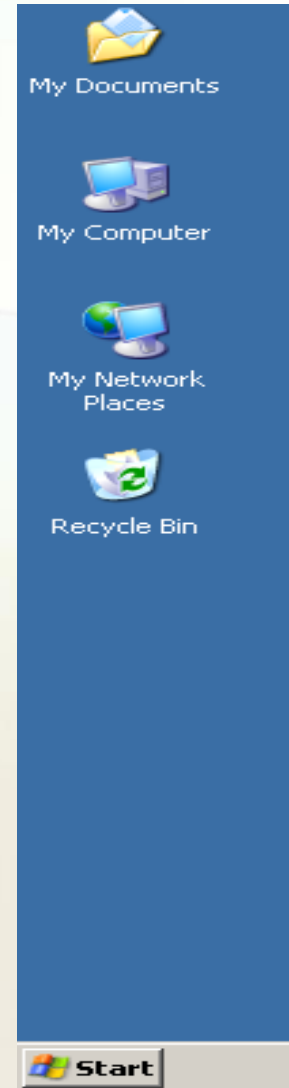 My Documents
My Computer
My Network
Places
Recycle Bin
Start